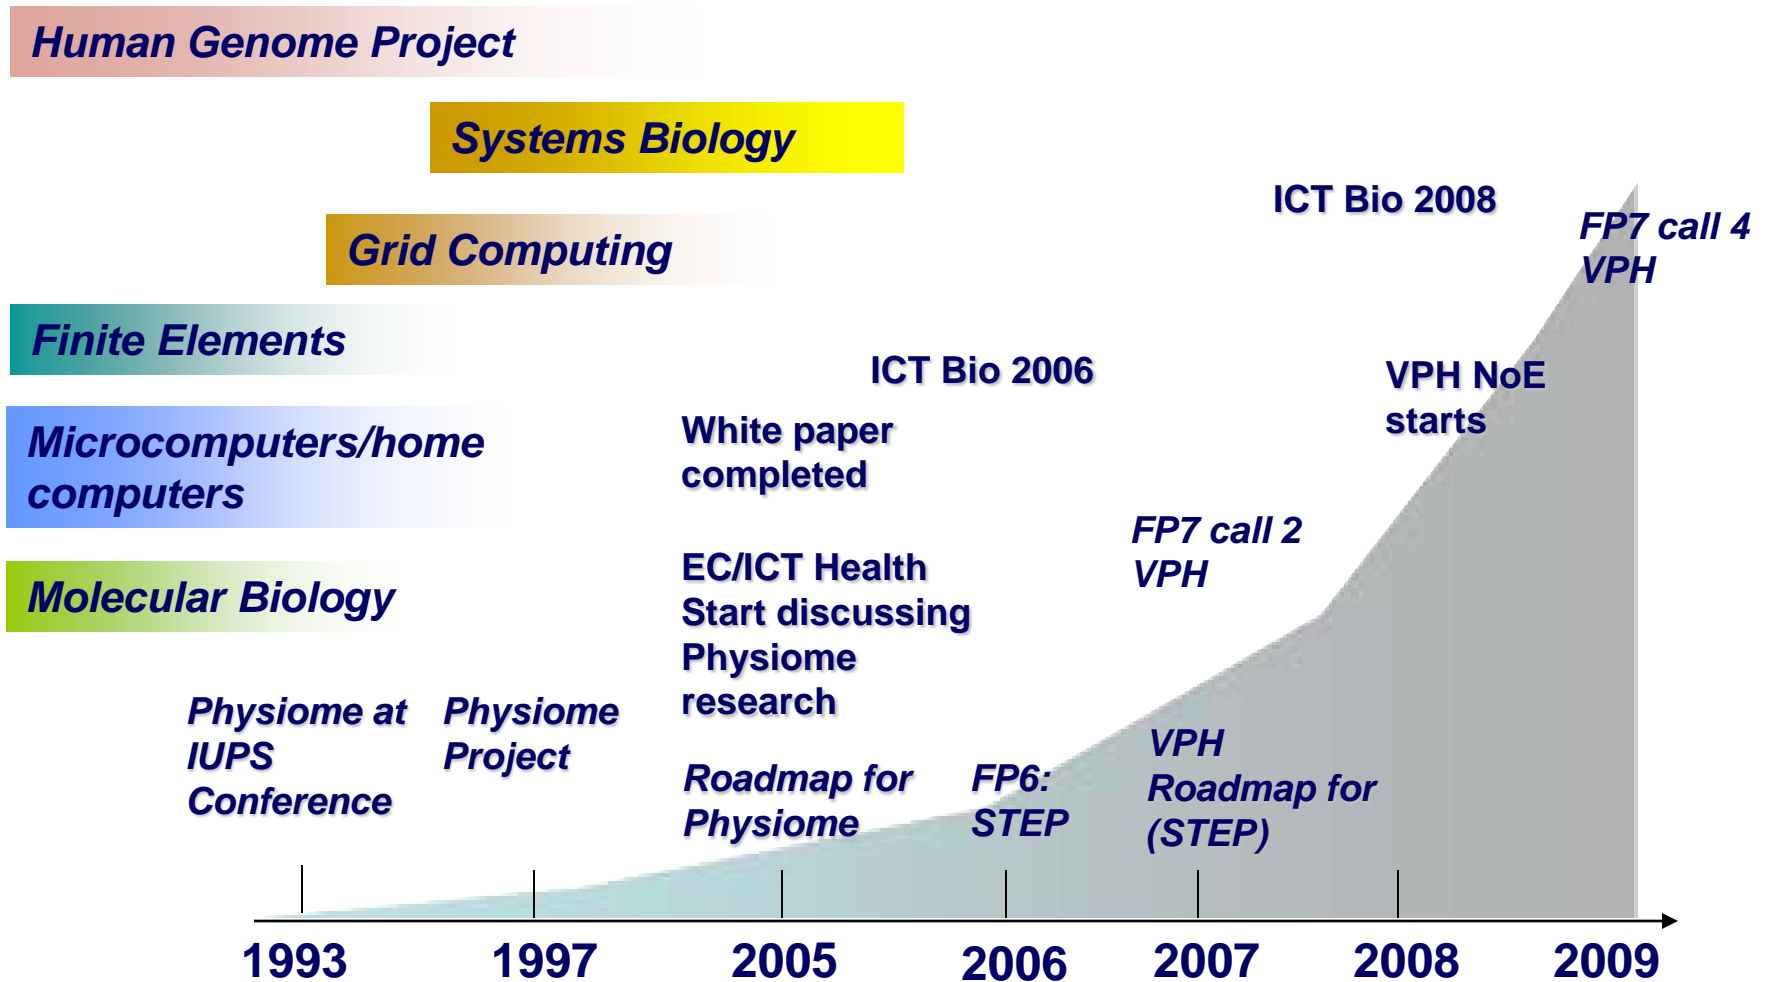 Human Genome Project
Systems Biology
ICT Bio 2008
FP7 call 4
VPH
Grid Computing
Finite Elements
ICT Bio 2006
VPH NoE
starts
Microcomputers/home
computers
White paper
completed
FP7 call 2
VPH
Molecular Biology
EC/ICT Health
Start discussing
Physiome
research
Physiome at
IUPS
Conference
Physiome
Project
Roadmap for
Physiome
FP6:
STEP
VPH
Roadmap for
(STEP)
1993
1997
2005
2006
2007
2008
2009